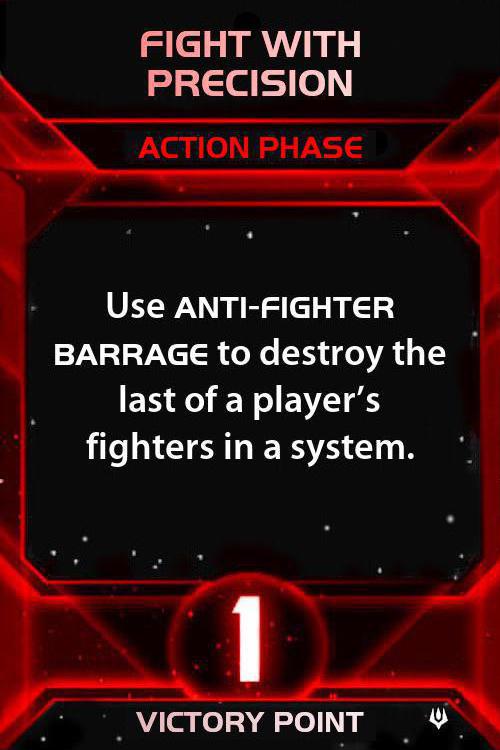 FIGHT WITH
PRECISION
ACTION PHASE
Use ANTI-FIGHTER
BARRAGE to destroy the
last of a player's
fighters in a system.
1
VICTORY POINT